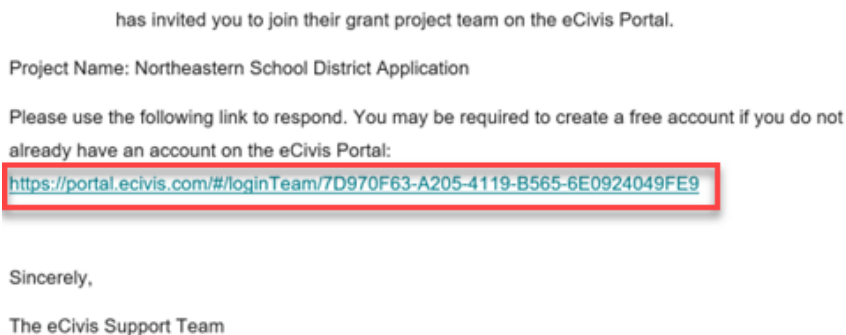 has invited you to join their grant project team on the eCivis Portal.
Project Name: Northeastern School District Application
Please use the following link to respond. You may be required to create a free account if you do not
already have an account on the eCivis Portal:
https://portal.ecivis.com/#/loginTeam/7D970F63-A205-4119-B565-6E0924049FE9
Sincerely,
The eCivis Support Team